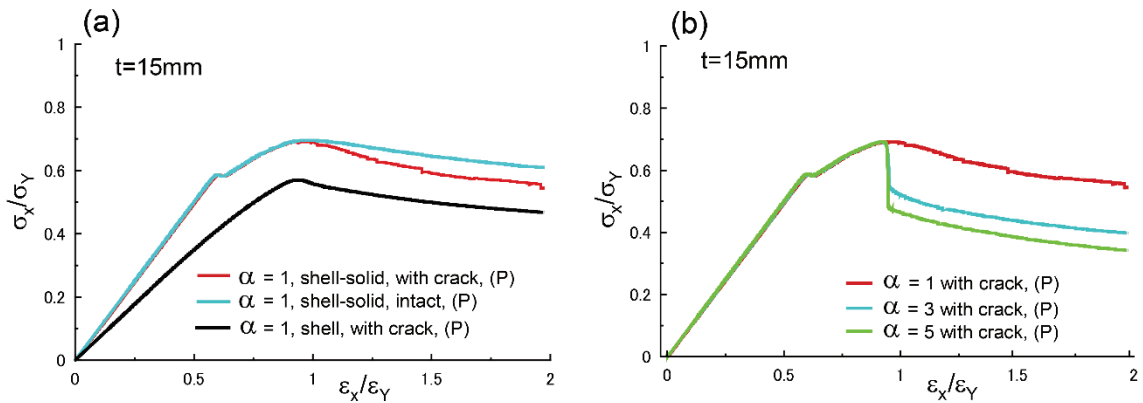 (a)
t=15mm
1
0.8
0.6
0.4
0.2
0
0
0.5
1
1.5
2
σx/σY
εx/εY
α = 1, shell-solid, with crack, (P)
α = 1, shell-solid, intact, (P)
α = 1, shell, with crack, (P)
(b)
t=15mm
1
0.8
0.6
0.4
0.2
0
0
0.5
1
1.5
2
σx/σY
εx/εY
α = 1 with crack, (P)
α = 3 with crack, (P)
α = 5 with crack, (P)